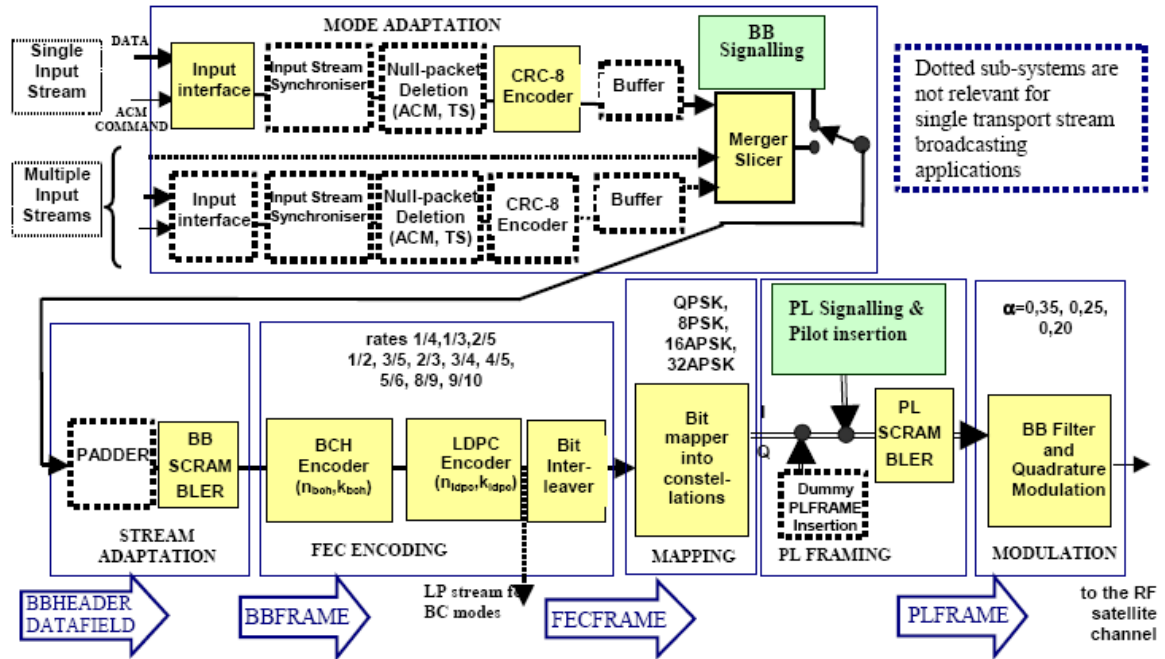 MODE ADAPTATION
BB
Signalling
Single
Input
Stream
DATA
ACM
COMMAND
Input
interface
Input Stream
Synchroniser
Null-packet
Deletion
(ACM, TS)
CRC-8
Encoder
Buffer
Merger
Slicer
Dotted sub-systems are
not relevant for
single transport stream
broadcasting
applications
Multiple
Input
Streams
Input
interface
Input Stream
Synchroniser
Null-packet
Deletion
(ACM, TS)
CRC-8
Encoder
Buffer
PADDER
BB
SCRAM
BLER
STREAM
ADAPTATION
rates 1/4,1/3,2/5
1/2, 3/5, 2/3, 3/4, 4/5,
5/6, 8/9, 9/10
BCH
Encoder
(nbch,kbch)
LDPC
Encoder
(nldpc,kldpc)
Bit
Inter-
leaver
FEC ENCODING
LP stream for
BC modes
QPSK,
8PSK,
16APSK,
32APSK
Bit
mapper
into
constel-
lations
MAPPING
I
Q
PL Signalling &
Pilot insertion
Dummy
PLFRAME
Insertion
PL
SCRAM
BLER
PL FRAMING
α=0,35, 0,25,
0,20
BB Filter
and
Quadrature
Modulation
MODULATION
BBHEADER
DATAFIELD
BBFRAME
FECFRAME
PLFRAME
to the RF
satellite
channel